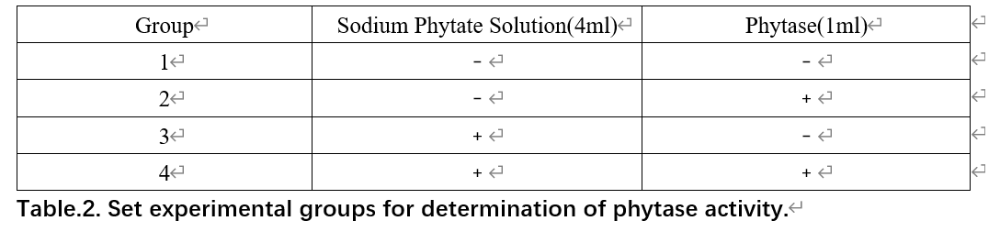 Group Sodium Phytate Solution(4ml) Phytase(1ml)
1 - -
2 - +
3 + -
4 + +
Table.2. Set experimental groups for determination of phytase activity.